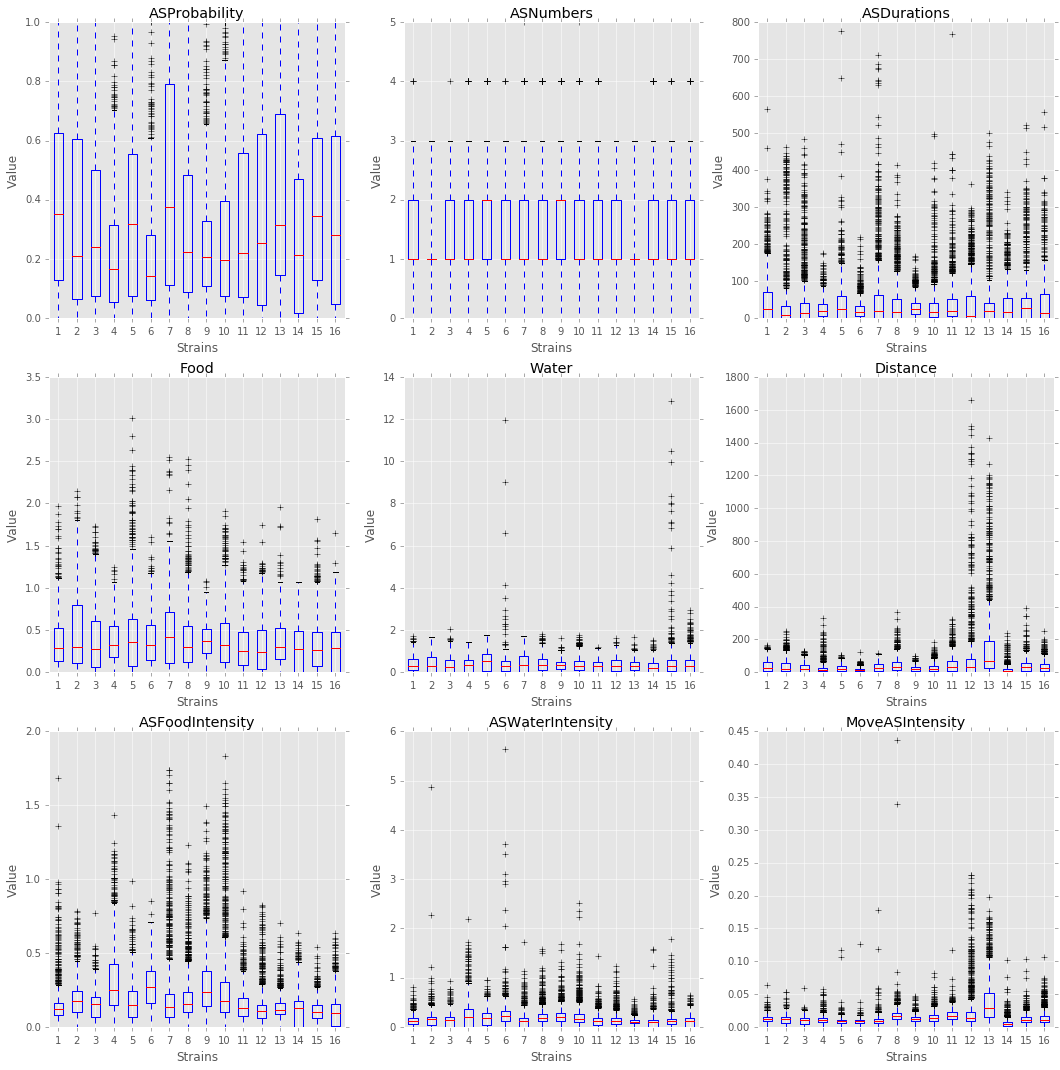 ASProbability
1.0
0.8
0.6
0.4
0.2
0.0
Value
1 2 3 4 5 6 7 8 9 10 11 12 13 14 15 16
Strains
ASNumbers
5
4
3
2
1
0
Value
1 2 3 4 5 6 7 8 9 10 11 12 13 14 15 16
Strains
ASDurations
800
700
600
500
400
300
200
100
0
Value
1 2 3 4 5 6 7 8 9 10 11 12 13 14 15 16
Strains
Food
3.5
3.0
2.5
2.0
1.5
1.0
0.5
0.0
Value
1 2 3 4 5 6 7 8 9 10 11 12 13 14 15 16
Strains
Water
14
12
10
8
6
4
2
0
Value
1 2 3 4 5 6 7 8 9 10 11 12 13 14 15 16
Strains
Distance
1800
1600
1400
1200
1000
800
600
400
200
0
Value
1 2 3 4 5 6 7 8 9 10 11 12 13 14 15 16
Strains
ASFoodIntensity
2.0
1.5
1.0
0.5
0.0
Value
1 2 3 4 5 6 7 8 9 10 11 12 13 14 15 16
Strains
ASWaterIntensity
6
5
4
3
2
1
0
Value
1 2 3 4 5 6 7 8 9 10 11 12 13 14 15 16
Strains
MoveASIntensity
0.45
0.40
0.35
0.30
0.25
0.20
0.15
0.10
0.05
0.00
Value
1 2 3 4 5 6 7 8 9 10 11 12 13 14 15 16
Strains